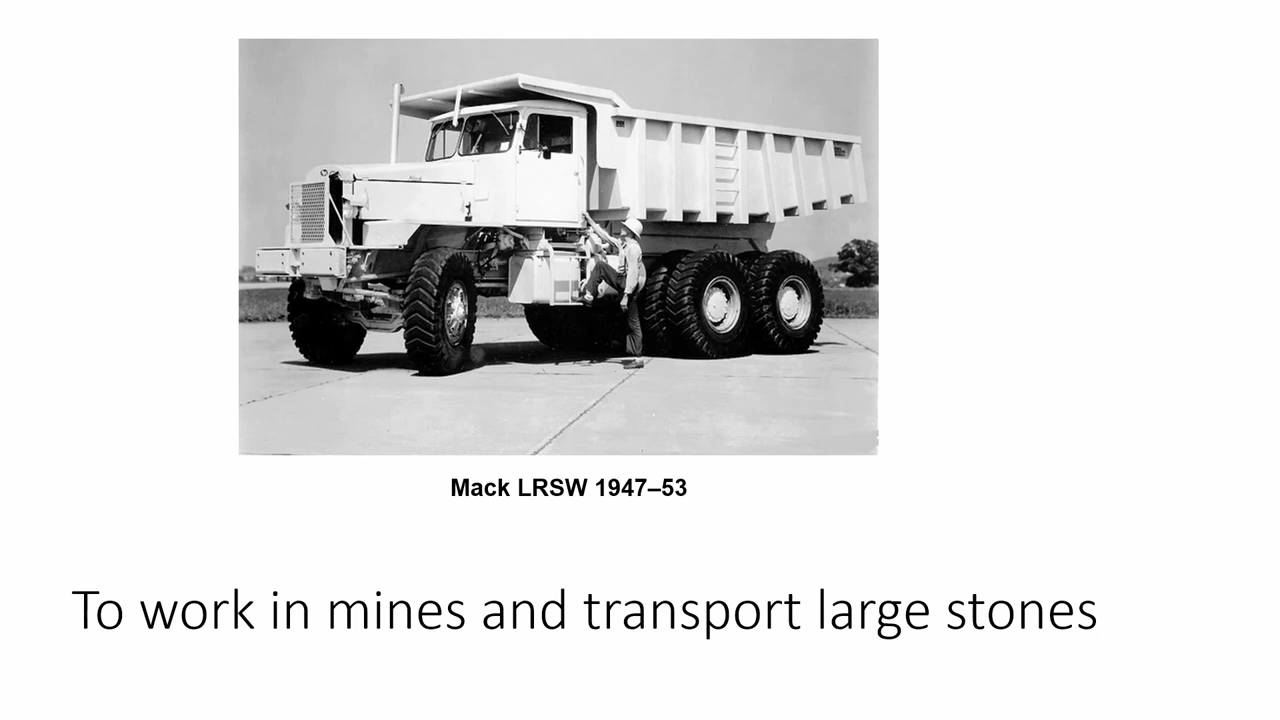 Mack LRSW 1947–53
To work in mines and transport large stones